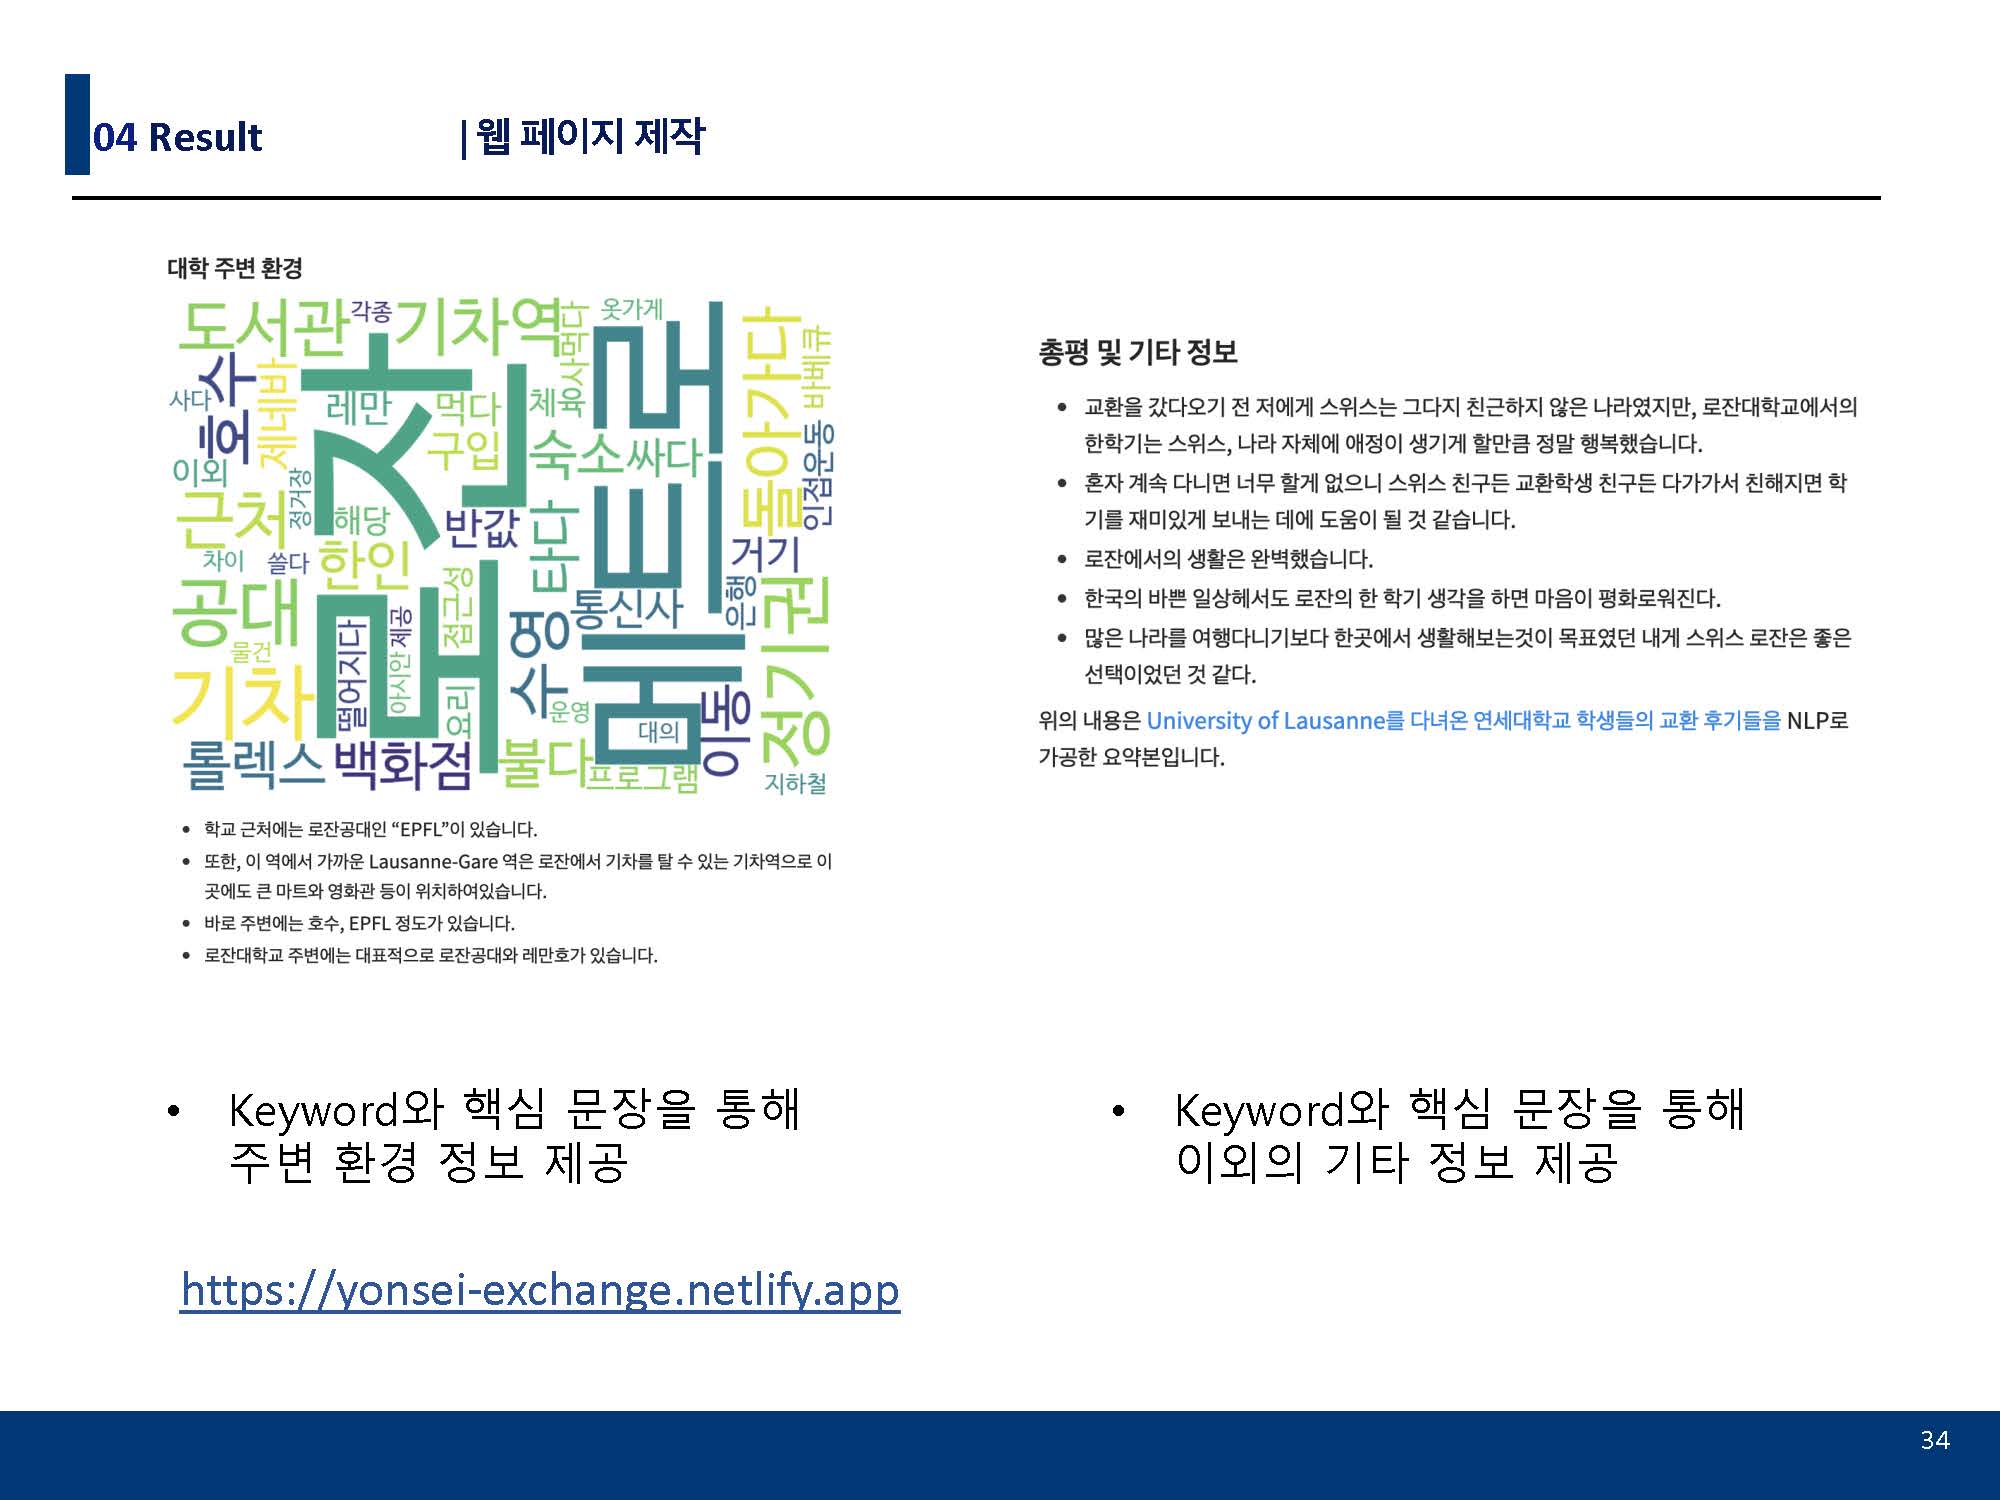 04 Result
|웹 페이지 제작
대학 주변 환경
도서관
각종
기차역
사먹다
옷가게
메트로
돌아가다
바베큐
호수
사다
제네바
로잔
레만
먹다
체육
구입
숙소
싸다
인접
운동
이외
정거장
근처
해당
반값
타다
거기
차이
쓸다
한인
접근성
은행
공대
떨어지다
제공
수영
통신사
정기권
물건
아시안
기차
요리
운영
이동
대의
롤렉스
백화점
불다
프로그램
지하철
• 학교 근처에는 로잔공대인 “EPFL”이 있습니다.
• 또한, 이 역에서 가까운 Lausanne-Gare 역은 로잔에서 기차를 탈 수 있는 기차역으로 이
곳에도 큰 마트와 영화관 등이 위치하여있습니다.
• 바로 주변에는 호수, EPFL 정도가 있습니다.
• 로잔대학교 주변에는 대표적으로 로잔공대와 레만호가 있습니다.
• Keyword와 핵심 문장을 통해
주변 환경 정보 제공
총평 및 기타 정보
• 교환을 갔다오기 전 저에게 스위스는 그다지 친근하지 않은 나라였지만, 로잔대학교에서의
한학기는 스위스, 나라 자체에 애정이 생기게 할만큼 정말 행복했습니다.
• 혼자 계속 다니면 너무 할게 없으니 스위스 친구든 교환학생 친구든 다가가서 친해지면 학
기를 재미있게 보내는 데에 도움이 될 것 같습니다.
• 로잔에서의 생활은 완벽했습니다.
• 한국의 바쁜 일상헤서도 로잔의 한 학기 생각을 하면 마음이 평화로워진다.
• 많은 나라를 여행다니기보다 한곳에서 생활해보는것이 목표였던 내게 스위스 로잔은 좋은
선택이었던 것 같다.
위의 내용은 University of Lausanne를 다녀온 연세대학교 학생들의 교환 후기들을 NLP로
가공한 요약본입니다.
• Keyword와 핵심 문장을 통해
이외의 기타 정보 제공
https://yonsei-exchange.netlify.app
34